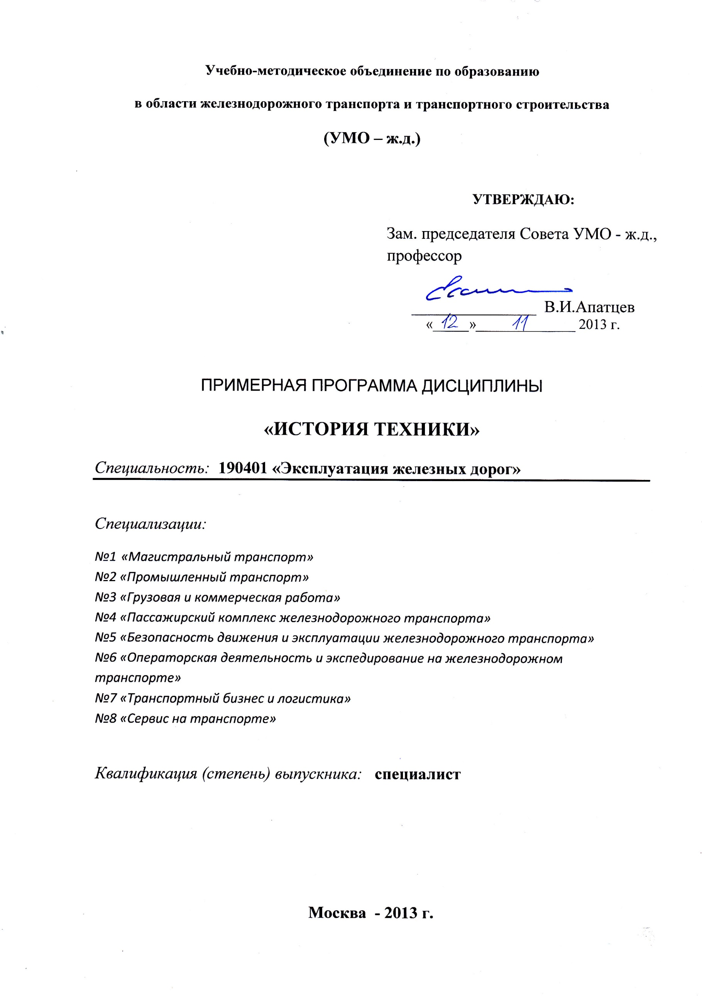 Учебно-методическое объединение по образованию
в области железнодорожного транспорта и транспортного строительства
(УМО – ж.д.)
УТВЕРЖДАЮ:
Зам. председателя Совета УМО - ж.д.,
профессор
В.И.Апатцев
«12» 11 2013 г.
ПРИМЕРНАЯ ПРОГРАММА ДИСЦИПЛИНЫ
«ИСТОРИЯ ТЕХНИКИ»
Специальность: 190401 «Эксплуатация железных дорог»
Специализации:
№1 «Магистральный транспорт»
№2 «Промышленный транспорт»
№3 «Грузовая и коммерческая работа»
№4 «Пассажирский комплекс железнодорожного транспорта»
№5 «Безопасность движения и эксплуатации железнодорожного транспорта»
№6 «Операторская деятельность и экспедирование на железнодорожном
транспорте»
№7 «Транспортный бизнес и логистика»
№8 «Сервис на транспорте»
Квалификация (степень) выпускника: специалист
Москва - 2013 г.